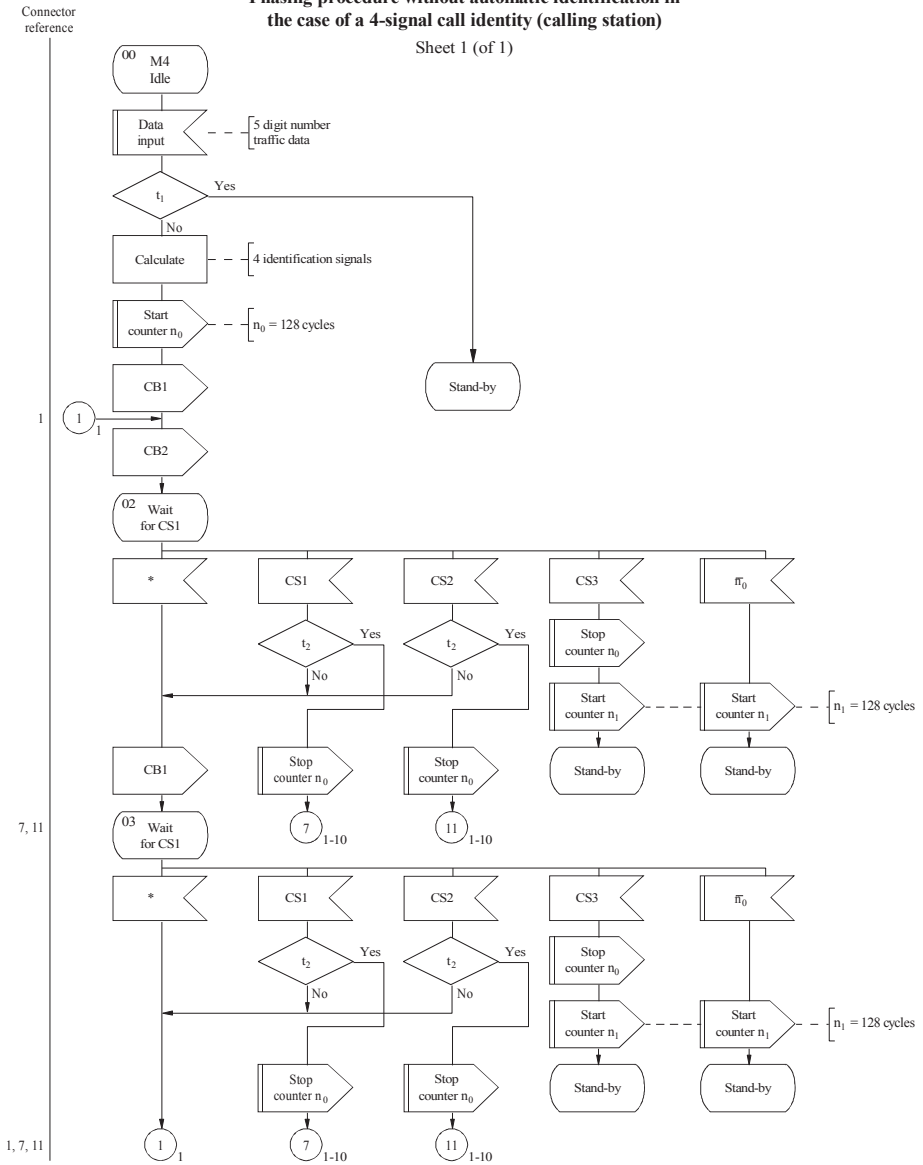 Phasing procedure without automatic identification in
the case of a 4-signal call identity (calling station)
Sheet 1 (of 1)
Connector
reference
00
M4
Idle
Data
input
5 digit number
traffic data
t1
Yes
No
Calculate
4 identification signals
Start
counter n0
n0 = 128 cycles
CB1
Stand-by
1
1
1
CB2
02
Wait
for CS1
*
CS1
CS2
CS3
n0
t2
Yes
No
t2
Yes
No
Stop
counter n0
Start
counter n1
Start
counter n1
n1 = 128 cycles
CB1
Stop
counter n0
Stop
counter n0
Stand-by
Stand-by
7, 11
03
Wait
for CS1
7
1-10
11
1-10
*
CS1
CS2
CS3
n0
t2
Yes
No
t2
Yes
No
Stop
counter n0
Start
counter n1
Start
counter n1
n1 = 128 cycles
Stop
counter n0
Stop
counter n0
Stand-by
Stand-by
1, 7, 11
1
1
7
1-10
11
1-10